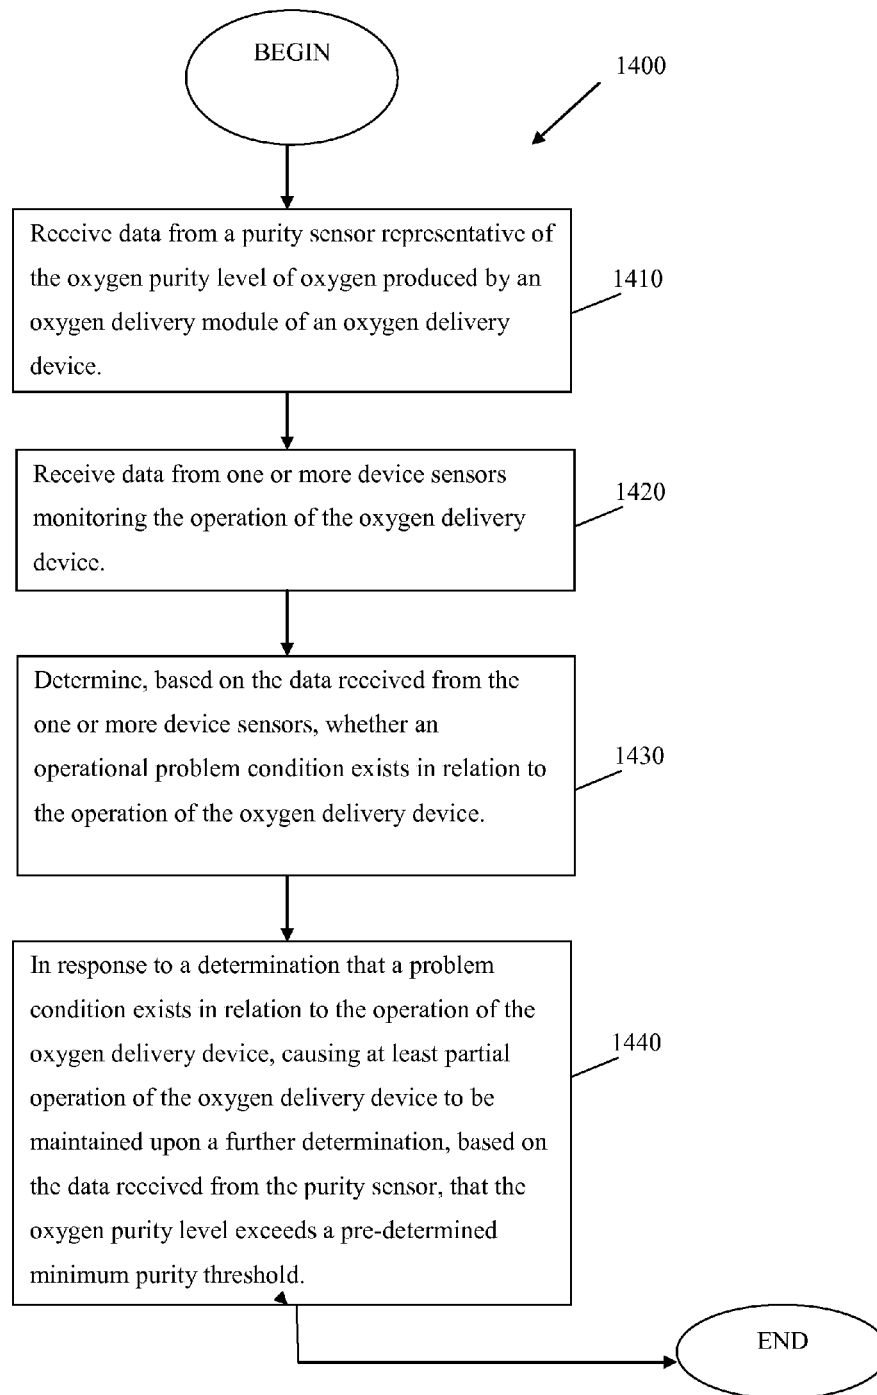 BEGIN
1400
Receive data from a purity sensor representative of
the oxygen purity level of oxygen produced by an
oxygen delivery module of an oxygen delivery
device.
1410
Receive data from one or more device sensors
monitoring the operation of the oxygen delivery
device.
1420
Determine, based on the data received from the
one or more device sensors, whether an
operational problem condition exists in relation to
the operation of the oxygen delivery device.
1430
In response to a determination that a problem
condition exists in relation to the operation of the
oxygen delivery device, causing at least partial
operation of the oxygen delivery device to be
maintained upon a further determination, based on
the data received from the purity sensor, that the
oxygen purity level exceeds a pre-determined
minimum purity threshold.
1440
END